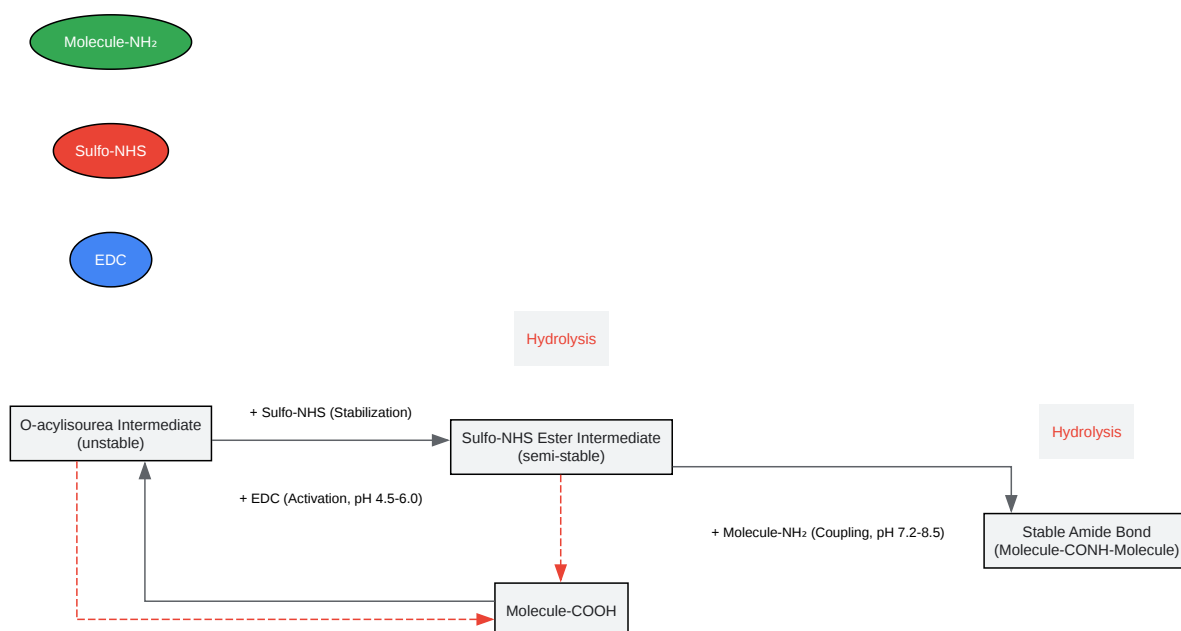 Molecule-NH₂
Sulfo-NHS
EDC
Hydrolysis
+ Sulfo-NHS (Stabilization)
O-acylisourea Intermediate
(unstable)
Sulfo-NHS Ester Intermediate
(semi-stable)
Hydrolysis
+ EDC (Activation, pH 4.5-6.0)
+ Molecule-NH₂ (Coupling, pH 7.2-8.5)
Stable Amide Bond
(Molecule-CONH-Molecule)
Molecule-COOH